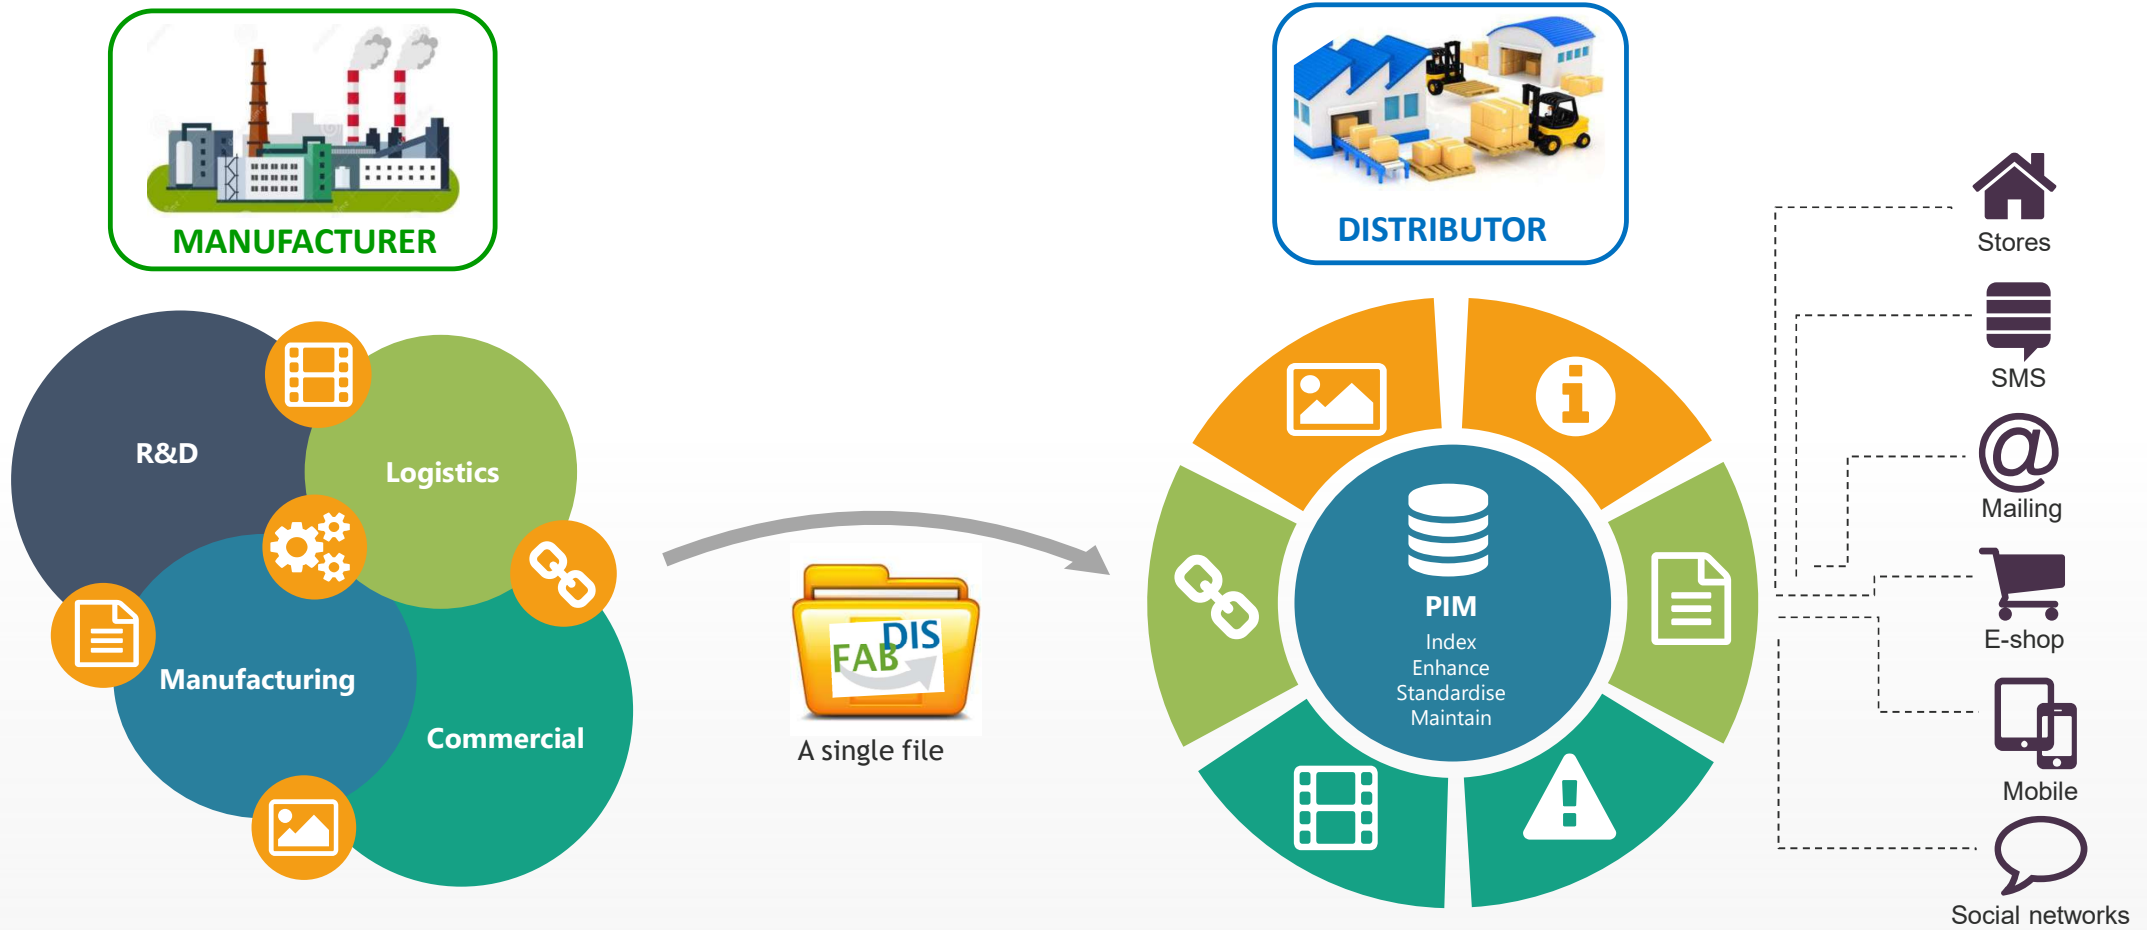 MANUFACTURER
DISTRIBUTOR
R&D
Logistics
Manufacturing
Commercial
FAB
DIS
A single file
PIM
Index
Enhance
Standardise
Maintain
Stores
SMS
Mailing
E-shop
Mobile
Social networks